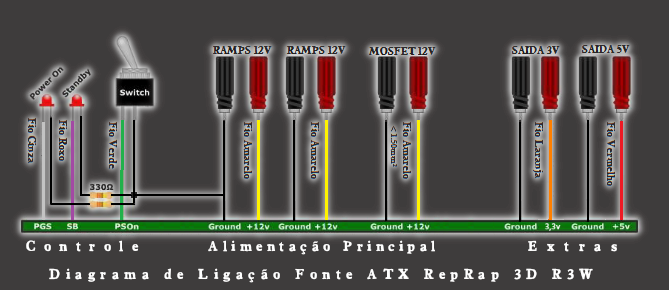 RAMPS 12V RAMPS 12V MOSFET 12V SAIDA 3V SAIDA 5V
Power On
Standby
Switch
Fio Cinza
Fio Roxo
Fio Verde
Fio Amarelo
Fio Amarelo
< 1.50mm²
Fio Amarelo
Fio Laranja
Fio Vermelho
330Ω
PGS SB PSOn Ground +12v Ground +12v Ground +12v Ground 3,3v Ground +5v
Controle Alimentação Principal Extras
Diagrama de Ligação Fonte ATX RepRap 3D R3W